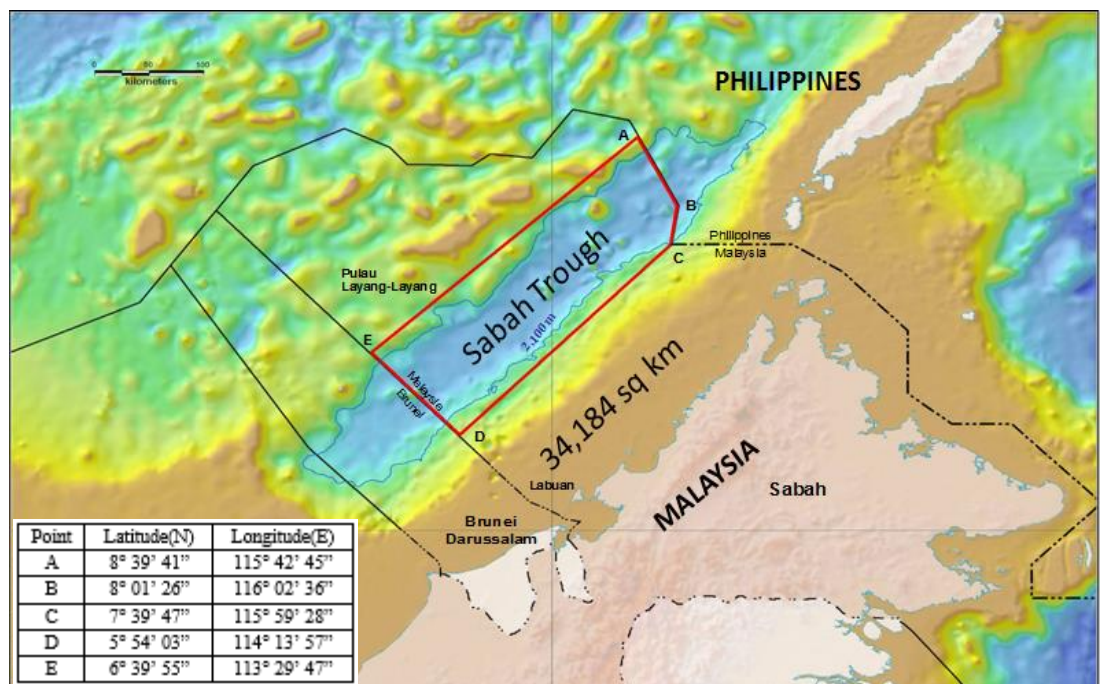 0 50 100
kilometers
PHILIPPINES
A
B
C
Philippines
Malaysia
Pulau
Layang-Layang
Sabah Trough
2,100 m
E
Malaysia
Brunei
D
34,184 sq km
Labuan
MALAYSIA
Sabah
Brunei
Darussalam
Point Latitude(N) Longitude(E)
A 8° 39’ 41” 115° 42’ 45”
B 8° 01’ 26” 116° 02’ 36”
C 7° 39’ 47” 115° 59’ 28”
D 5° 54’ 03” 114° 13’ 57”
E 6° 39’ 55” 113° 29’ 47”